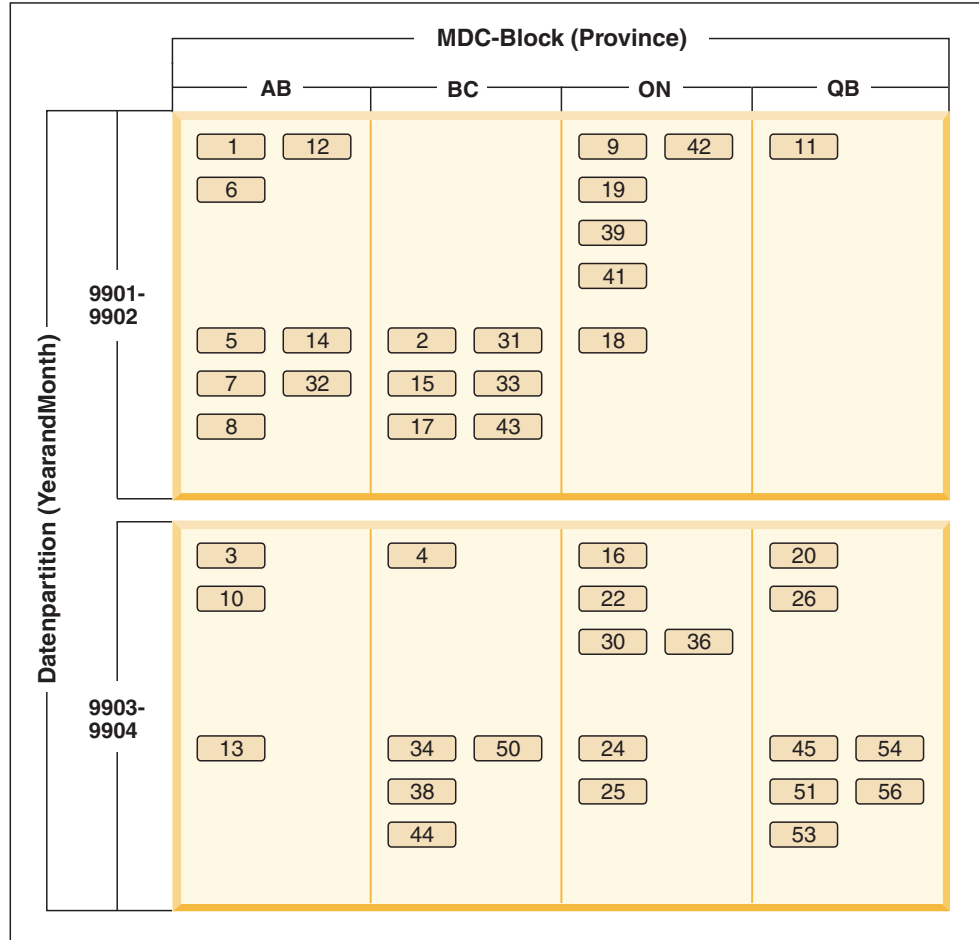 MDC-Block (Province)
AB BC ON QB
Datenpartition (YearandMonth)
9901-
9902
1 12 9 42 11
6 19
39
41
5 14 2 31 18
7 32 15 33
8 17 43
9903-
9904
3 4 16 20
10 22 26
30 36
13 34 50 24 45 54
38 25 51 56
44 53